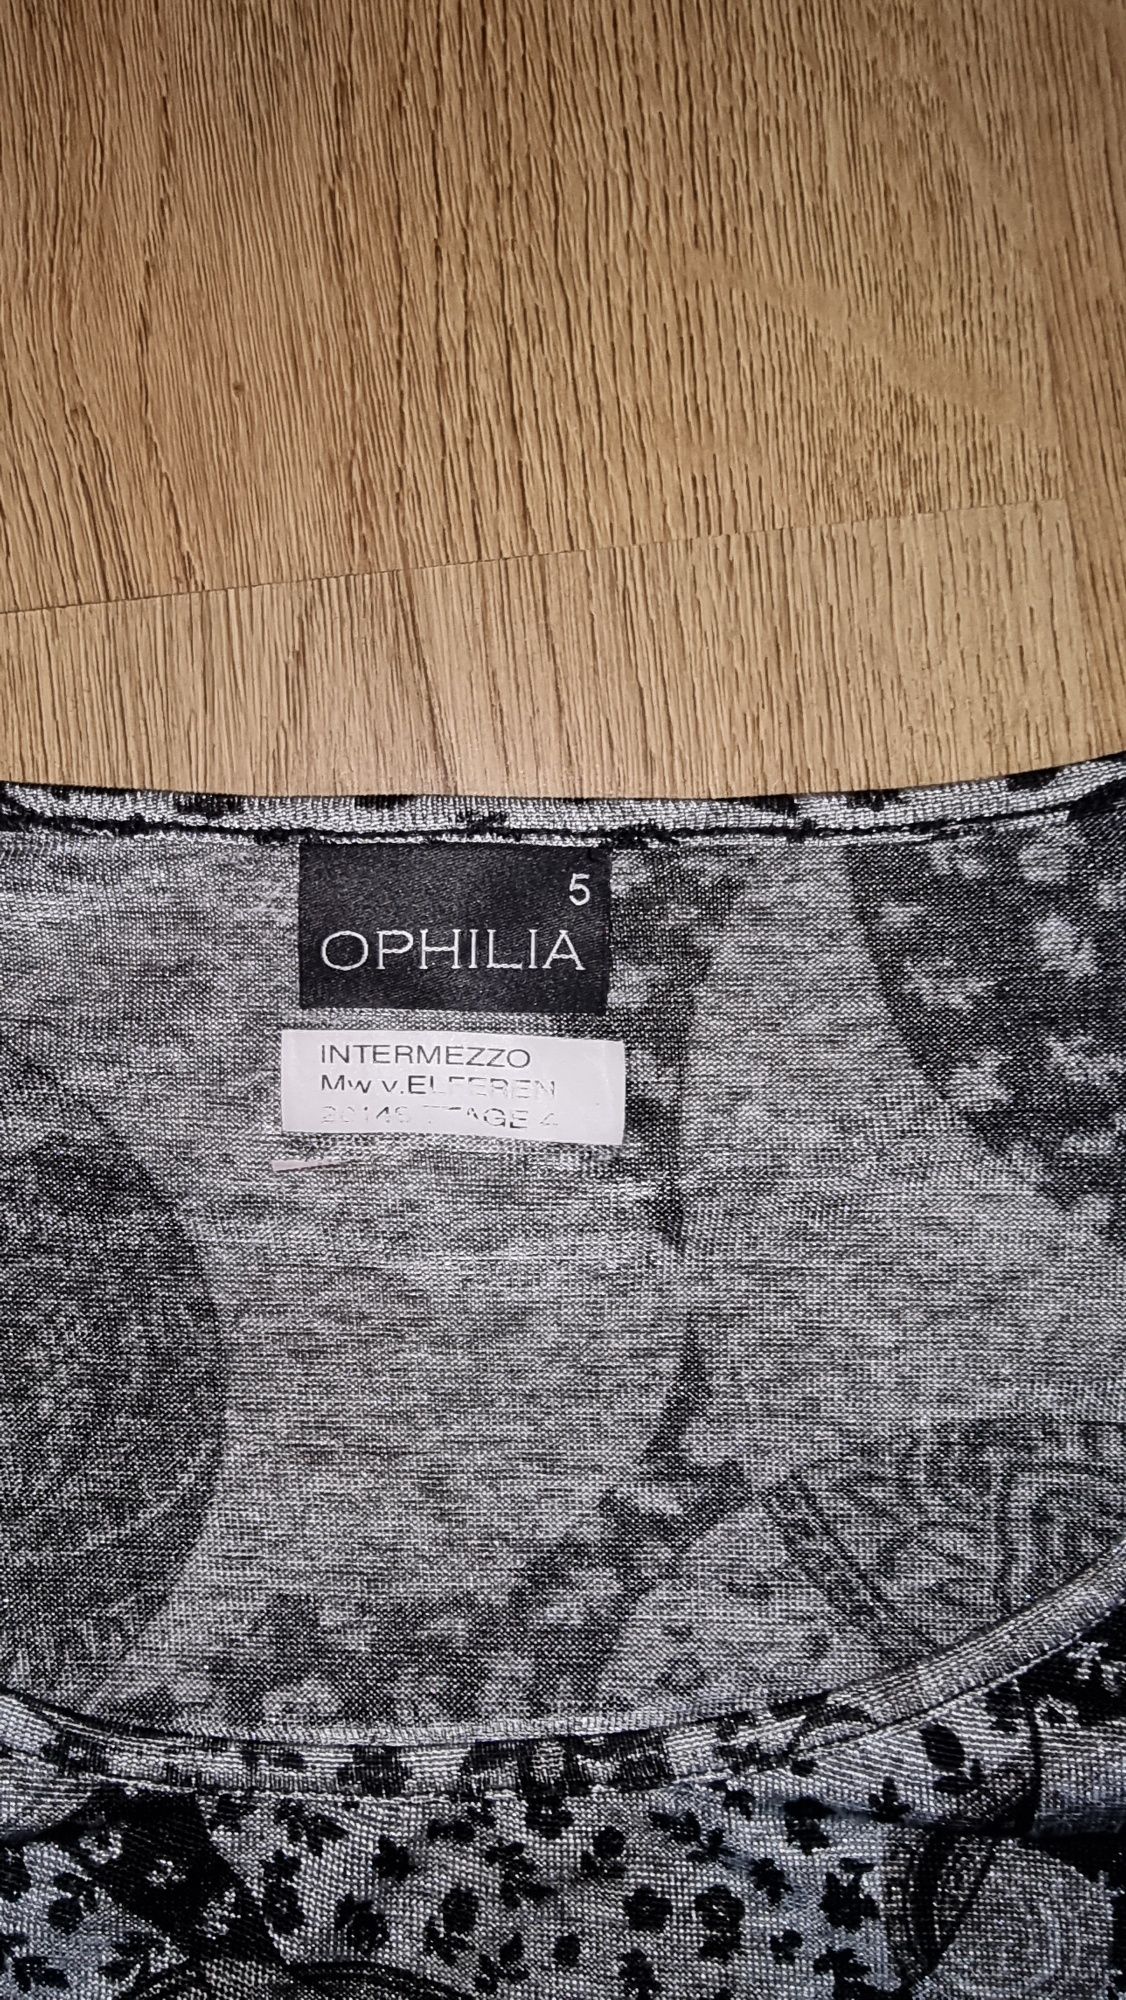 5
OPHILIA
INTERMEZZO
Mw v.ELFEREN